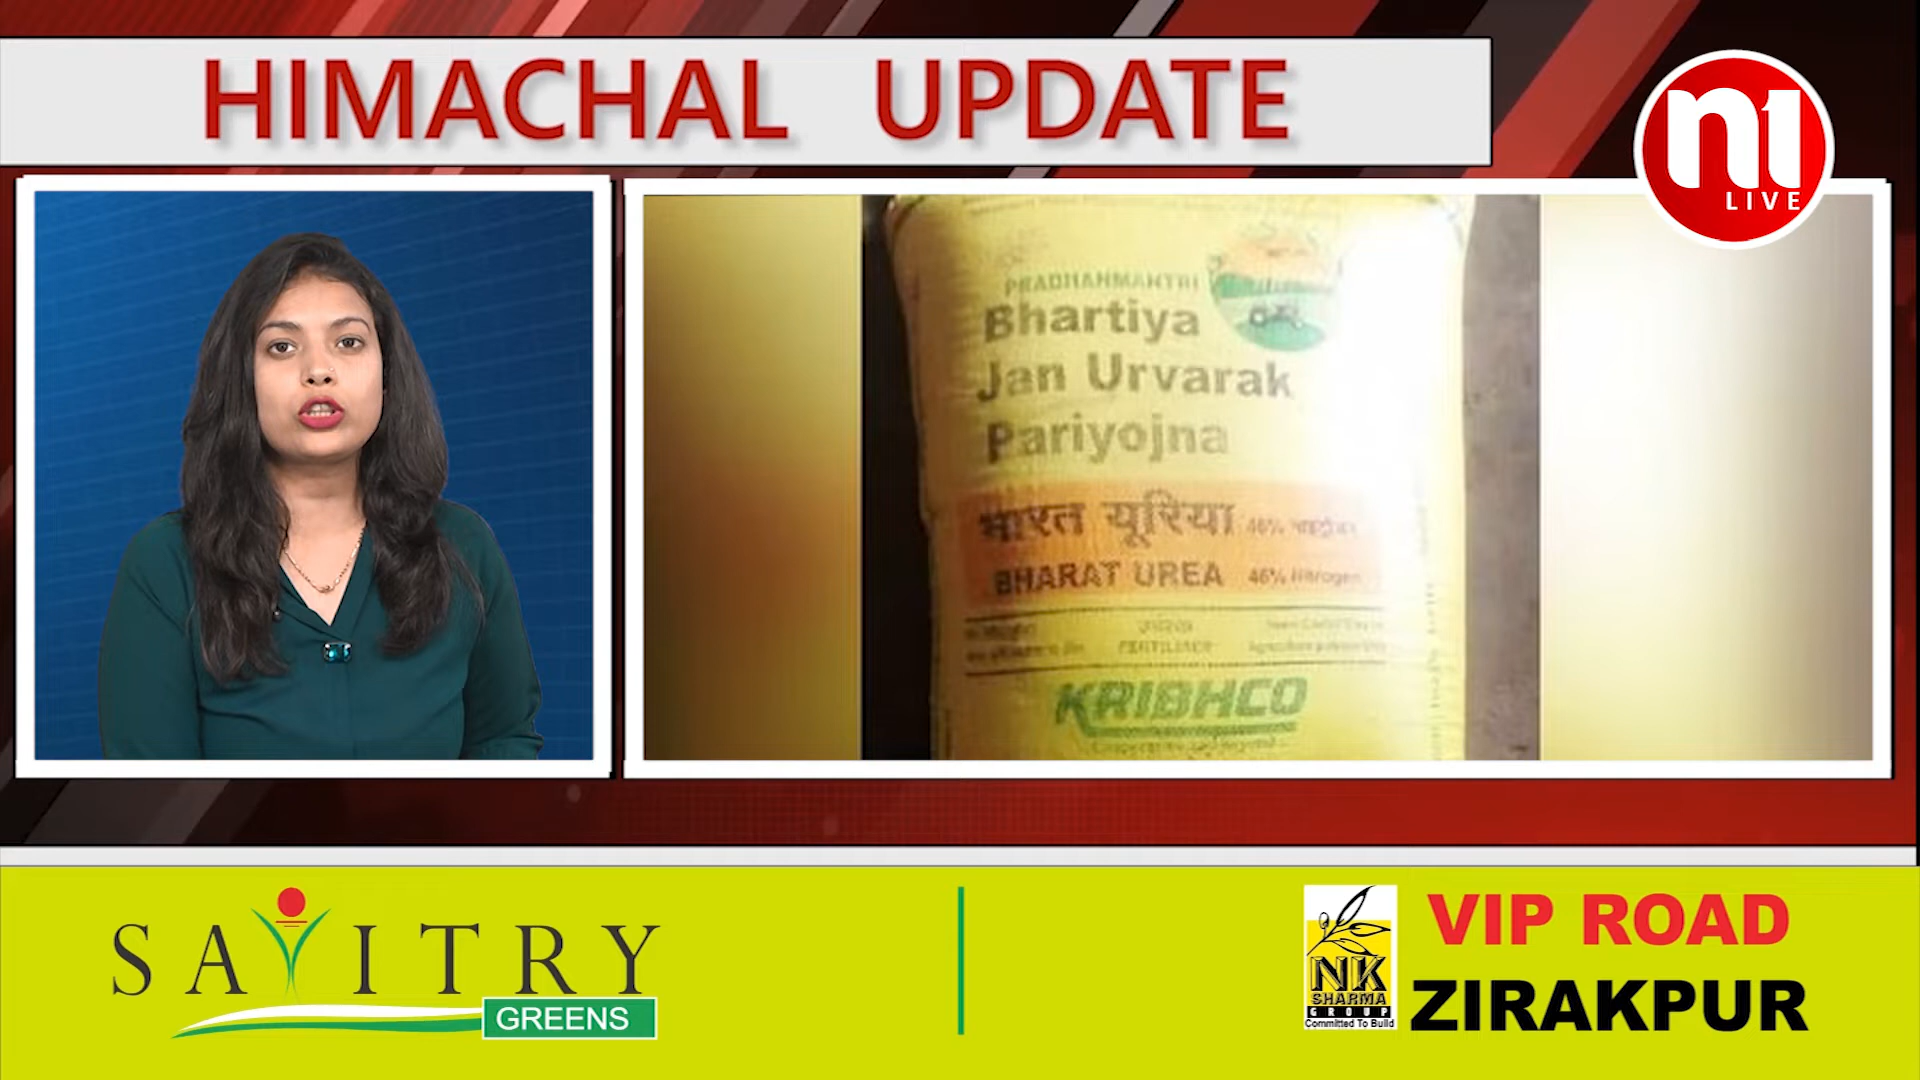 HIMACHAL UPDATE
n1
LIVE
PRADHANMANTRI
Bhartiya
Jan Urvarak
Pariyojna
भारत यूरिया 46%
BHARAT UREA 46% Nitrogen
FERTILISER
KRIBHCO
SAVITRY
GREENS
NK
SHARMA
GROUP
Committed To Build
VIP ROAD
ZIRAKPUR